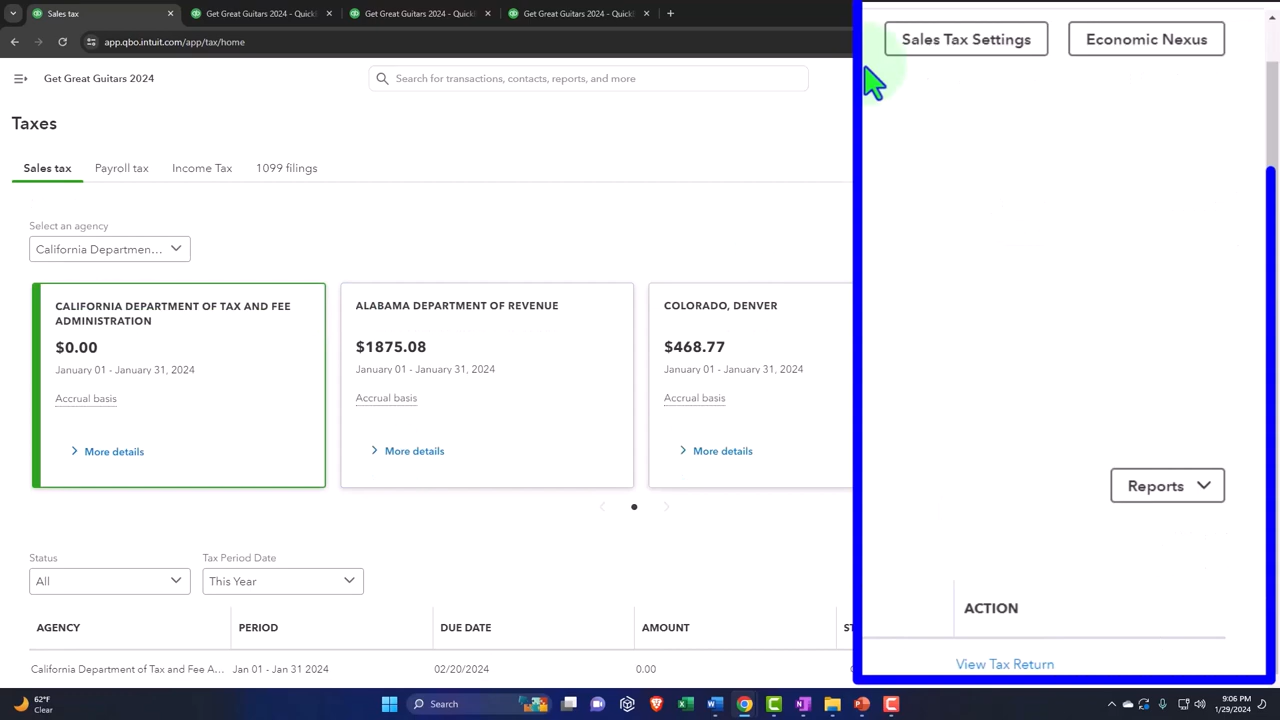 Sales tax
Get Great Guitars 2024 - Quick
Get Great Guitars 2024 - Quick
Get Great Guitars 2024 - Quick
app.qbo.intuit.com/app/tax/home
Get Great Guitars 2024
Search for transactions, contacts, reports, and more
Sales Tax Settings
Economic Nexus
Taxes
Sales tax
Payroll tax
Income Tax
1099 filings
Select an agency
California Departmen...
CALIFORNIA DEPARTMENT OF TAX AND FEE
ADMINISTRATION
$0.00
January 01 - January 31, 2024
Accrual basis
More details
ALABAMA DEPARTMENT OF REVENUE
$1875.08
January 01 - January 31, 2024
Accrual basis
More details
COLORADO, DENVER
$468.77
January 01 - January 31, 2024
Accrual basis
More details
Reports
Status
All
Tax Period Date
This Year
AGENCY
PERIOD
DUE DATE
AMOUNT
ST
ACTION
California Department of Tax and Fee A...
Jan 01 - Jan 31 2024
02/20/2024
0.00
View Tax Return
62°F
Clear
Search
9:06 PM
1/29/2024